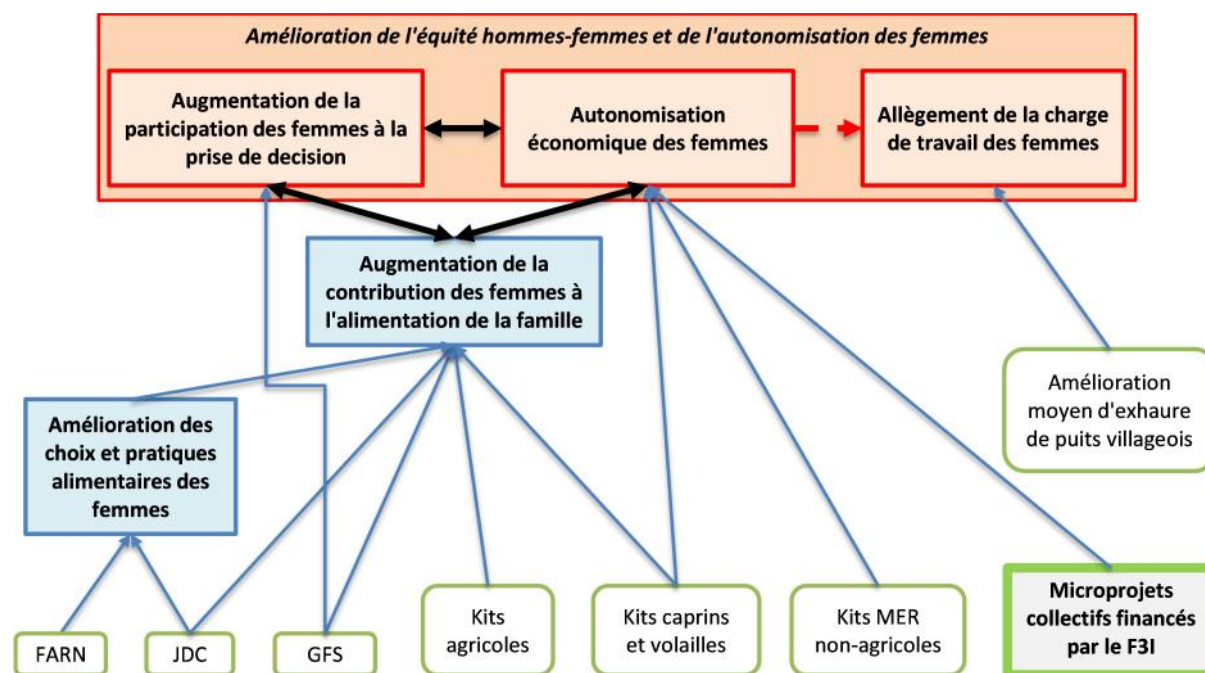 Amélioration de l'équité hommes-femmes et de l'autonomisation des femmes
Augmentation de la
participation des femmes à la
prise de decision
Autonomisation
économique des femmes
Allègement de la charge
de travail des femmes
Augmentation de la
contribution des femmes à
l'alimentation de la famille
Amélioration
moyen d'exhaure
de puits villageois
Amélioration des
choix et pratiques
alimentaires des
femmes
FARN
JDC
GFS
Kits
agricoles
Kits caprins
et volailles
Kits MER
non-agricoles
Microprojets
collectifs financés
par le F3I